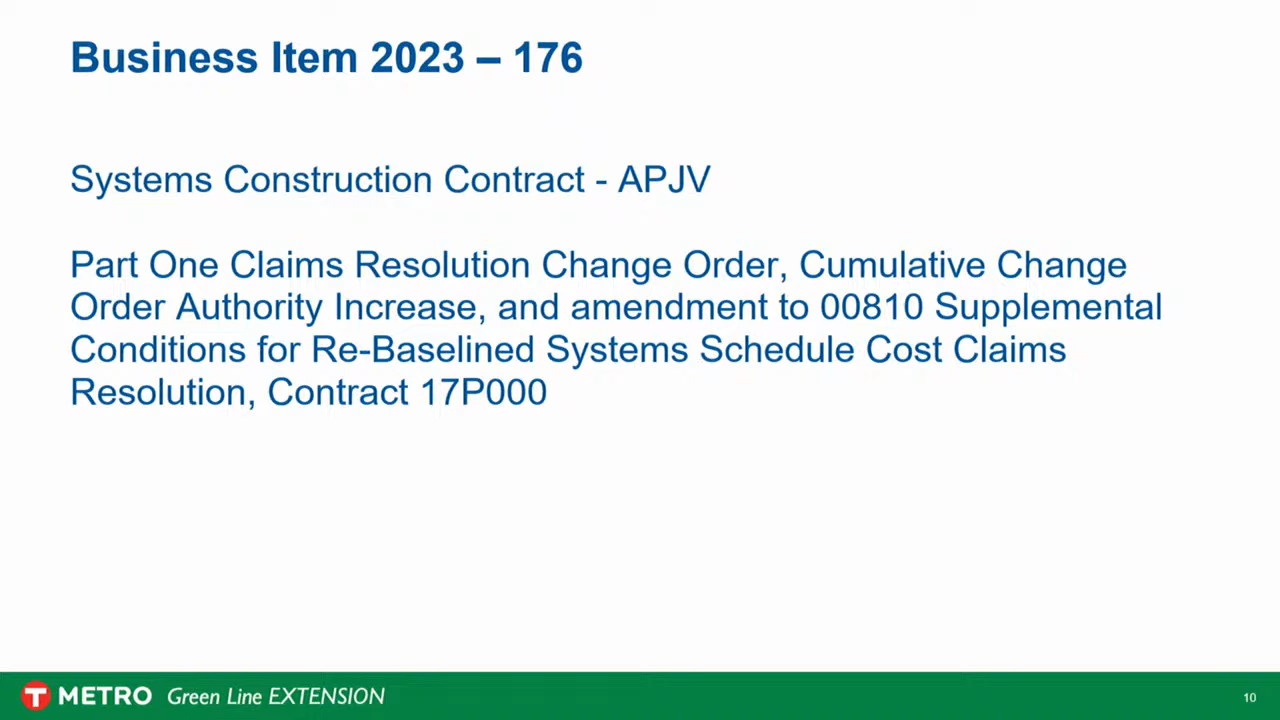 Business Item 2023 – 176
Systems Construction Contract - APJV
Part One Claims Resolution Change Order, Cumulative Change
Order Authority Increase, and amendment to 00810 Supplemental
Conditions for Re-Baselined Systems Schedule Cost Claims
Resolution, Contract 17P000
T METRO Green Line EXTENSION
10